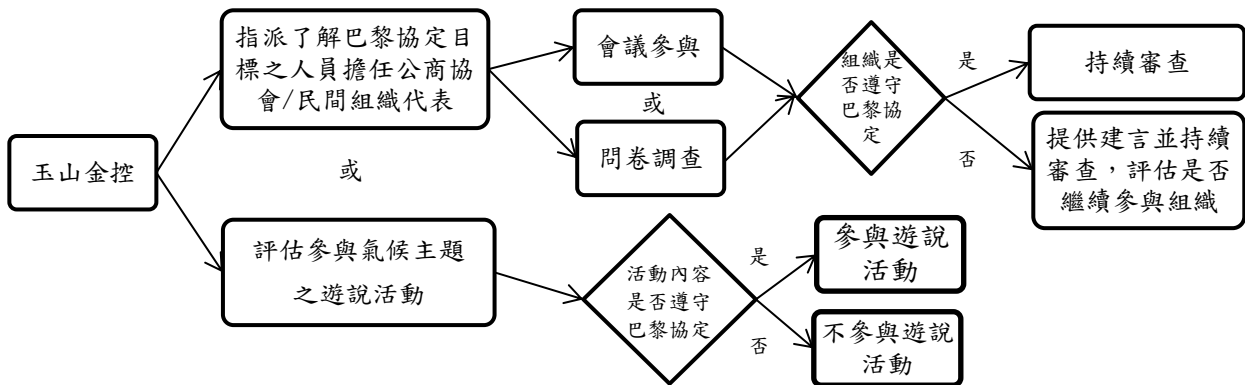 玉山金控
指派了解巴黎協定目
標之人員擔任公商協
會/民間組織代表
或
評估參與氣候主題
之遊說活動
會議參與
或
問卷調查
組織是
否遵守
巴黎協
定
是
持續審查
否
提供建言並持續
審查，評估是否
繼續參與組織
活動內容
是否遵守
巴黎協定
是
參與遊說
活動
否
不參與遊說
活動